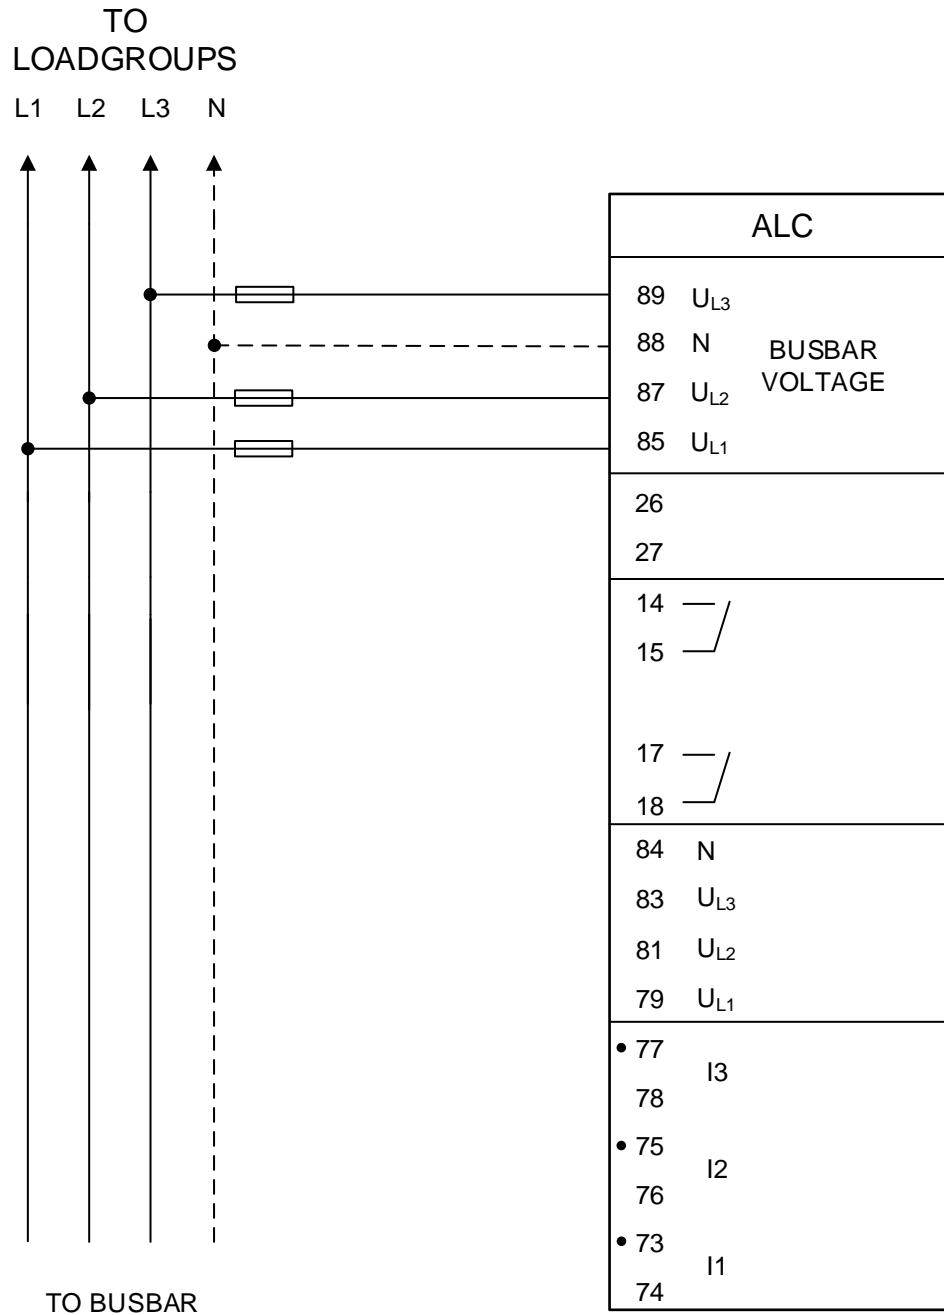 TO
LOADGROUPS
L1 L2 L3 N
ALC
89 UL3
88 N
BUSBAR
VOLTAGE
87 UL2
85 UL1
26
27
14
15
17
18
84 N
83 UL3
81 UL2
79 UL1
• 77
I3
78
• 75
I2
76
• 73
I1
74
TO BUSBAR